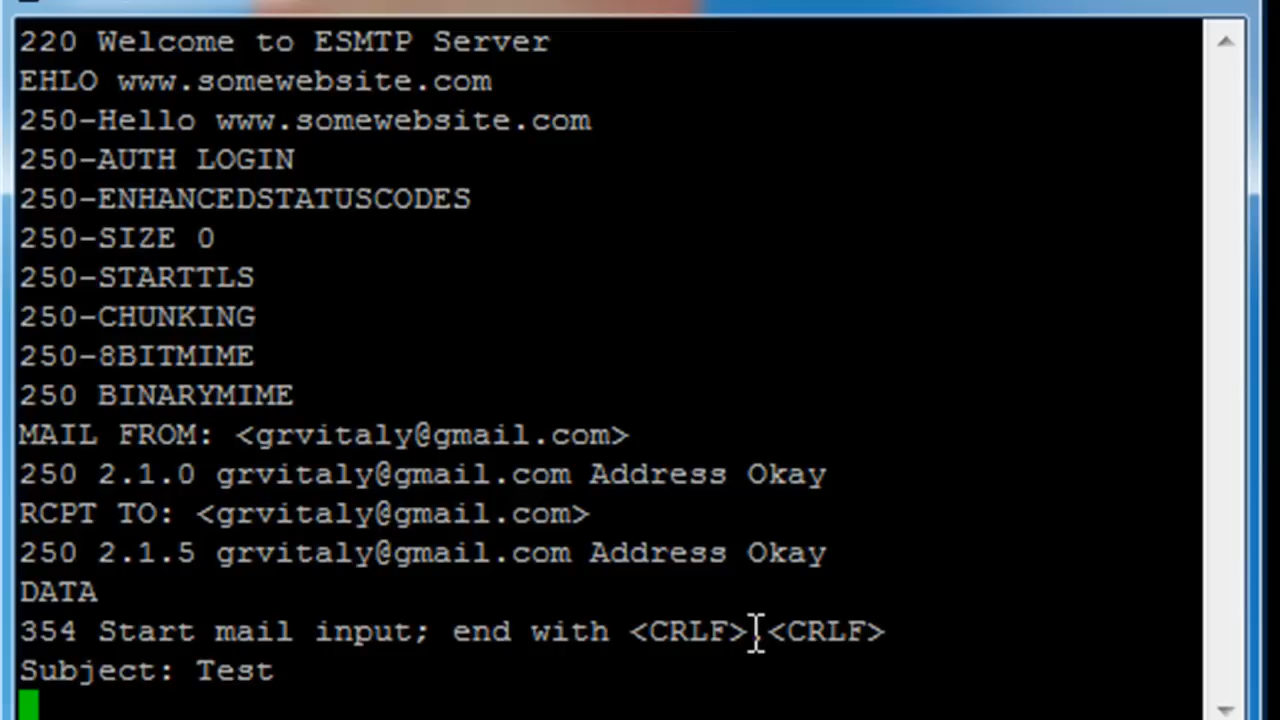 220 Welcome to ESMTP Server
EHLO www.somewebsite.com
250-Hello www.somewebsite.com
250-AUTH LOGIN
250-ENHANCEDSTATUSCODES
250-SIZE 0
250-STARTTLS
250-CHUNKING
250-8BITMIME
250 BINARYMIME
MAIL FROM: <grvitaly@gmail.com>
250 2.1.0 grvitaly@gmail.com Address Okay
RCPT TO: <grvitaly@gmail.com>
250 2.1.5 grvitaly@gmail.com Address Okay
DATA
354 Start mail input; end with <CRLF>.<CRLF>
Subject: Test